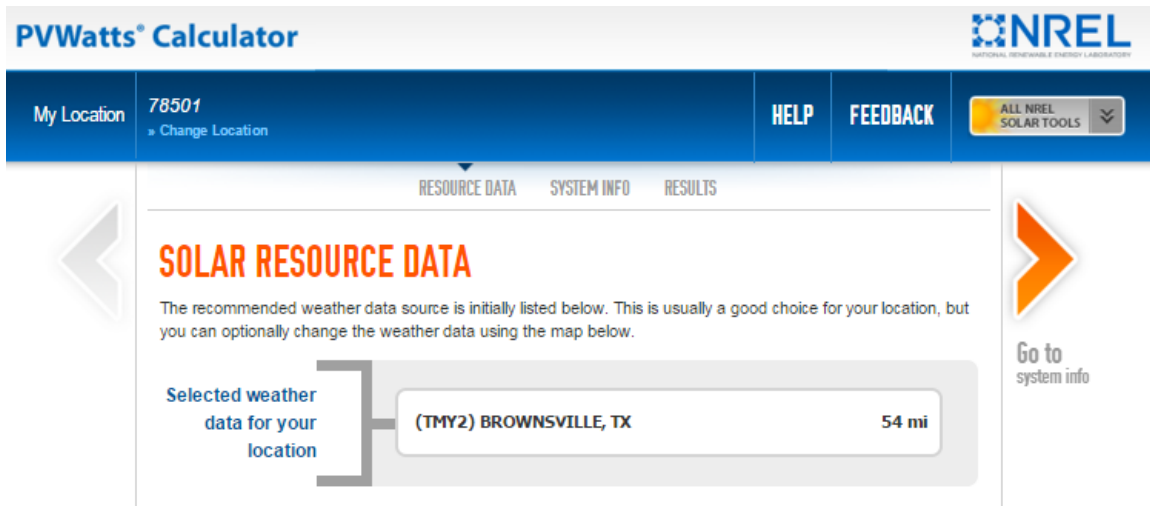 PVWatts® Calculator
NREL
NATIONAL RENEWABLE ENERGY LABORATORY
My Location
78501
» Change Location
HELP
FEEDBACK
ALL NREL
SOLAR TOOLS
RESOURCE DATA SYSTEM INFO RESULTS
SOLAR RESOURCE DATA
The recommended weather data source is initially listed below. This is usually a good choice for your location, but
you can optionally change the weather data using the map below.
Go to
system info
Selected weather
data for your
location
(TMY2) BROWNSVILLE, TX 54 mi